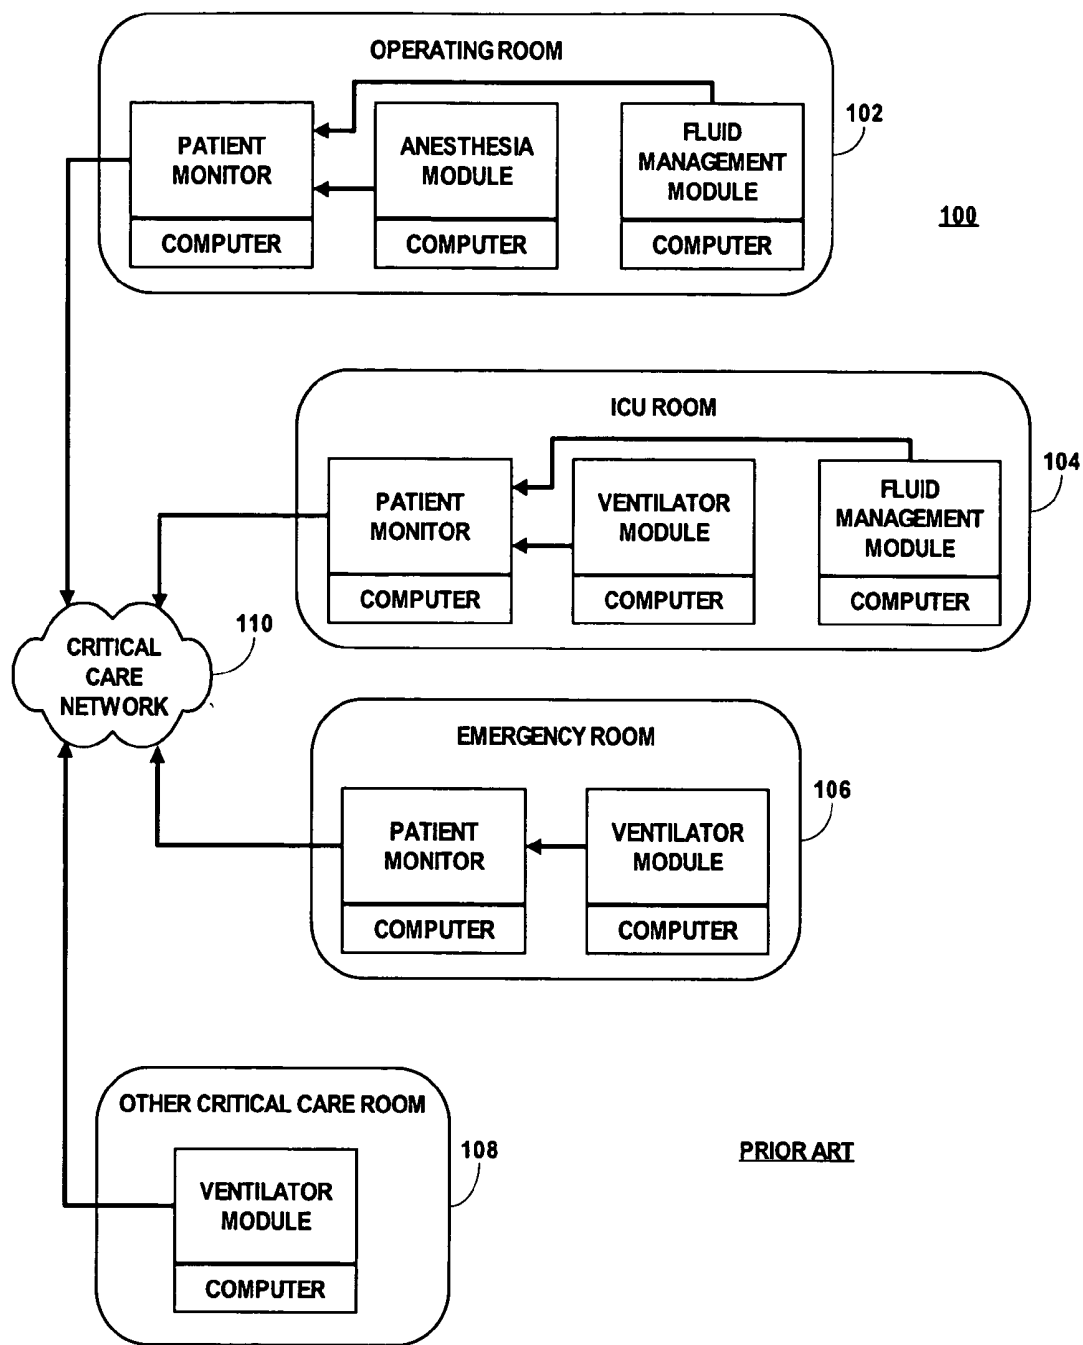 OPERATING ROOM
PATIENT
MONITOR
COMPUTER
ANESTHESIA
MODULE
COMPUTER
FLUID
MANAGEMENT
MODULE
COMPUTER
102
100
ICU ROOM
PATIENT
MONITOR
COMPUTER
VENTILATOR
MODULE
COMPUTER
FLUID
MANAGEMENT
MODULE
COMPUTER
104
CRITICAL
CARE
NETWORK
110
EMERGENCY ROOM
PATIENT
MONITOR
COMPUTER
VENTILATOR
MODULE
COMPUTER
106
OTHER CRITICAL CARE ROOM
VENTILATOR
MODULE
COMPUTER
108
PRIOR ART